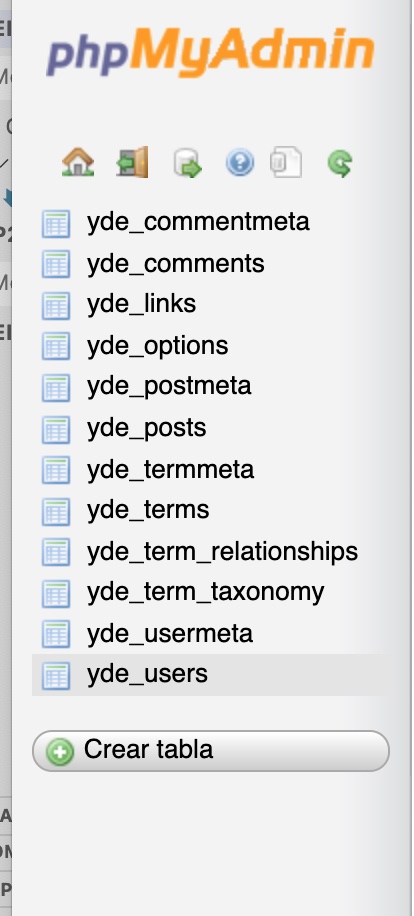 phpMyAdmin
yde_commentmeta
yde_comments
yde_links
yde_options
yde_postmeta
yde_posts
yde_termmeta
yde_terms
yde_term_relationships
yde_term_taxonomy
yde_usermeta
yde_users
Crear tabla